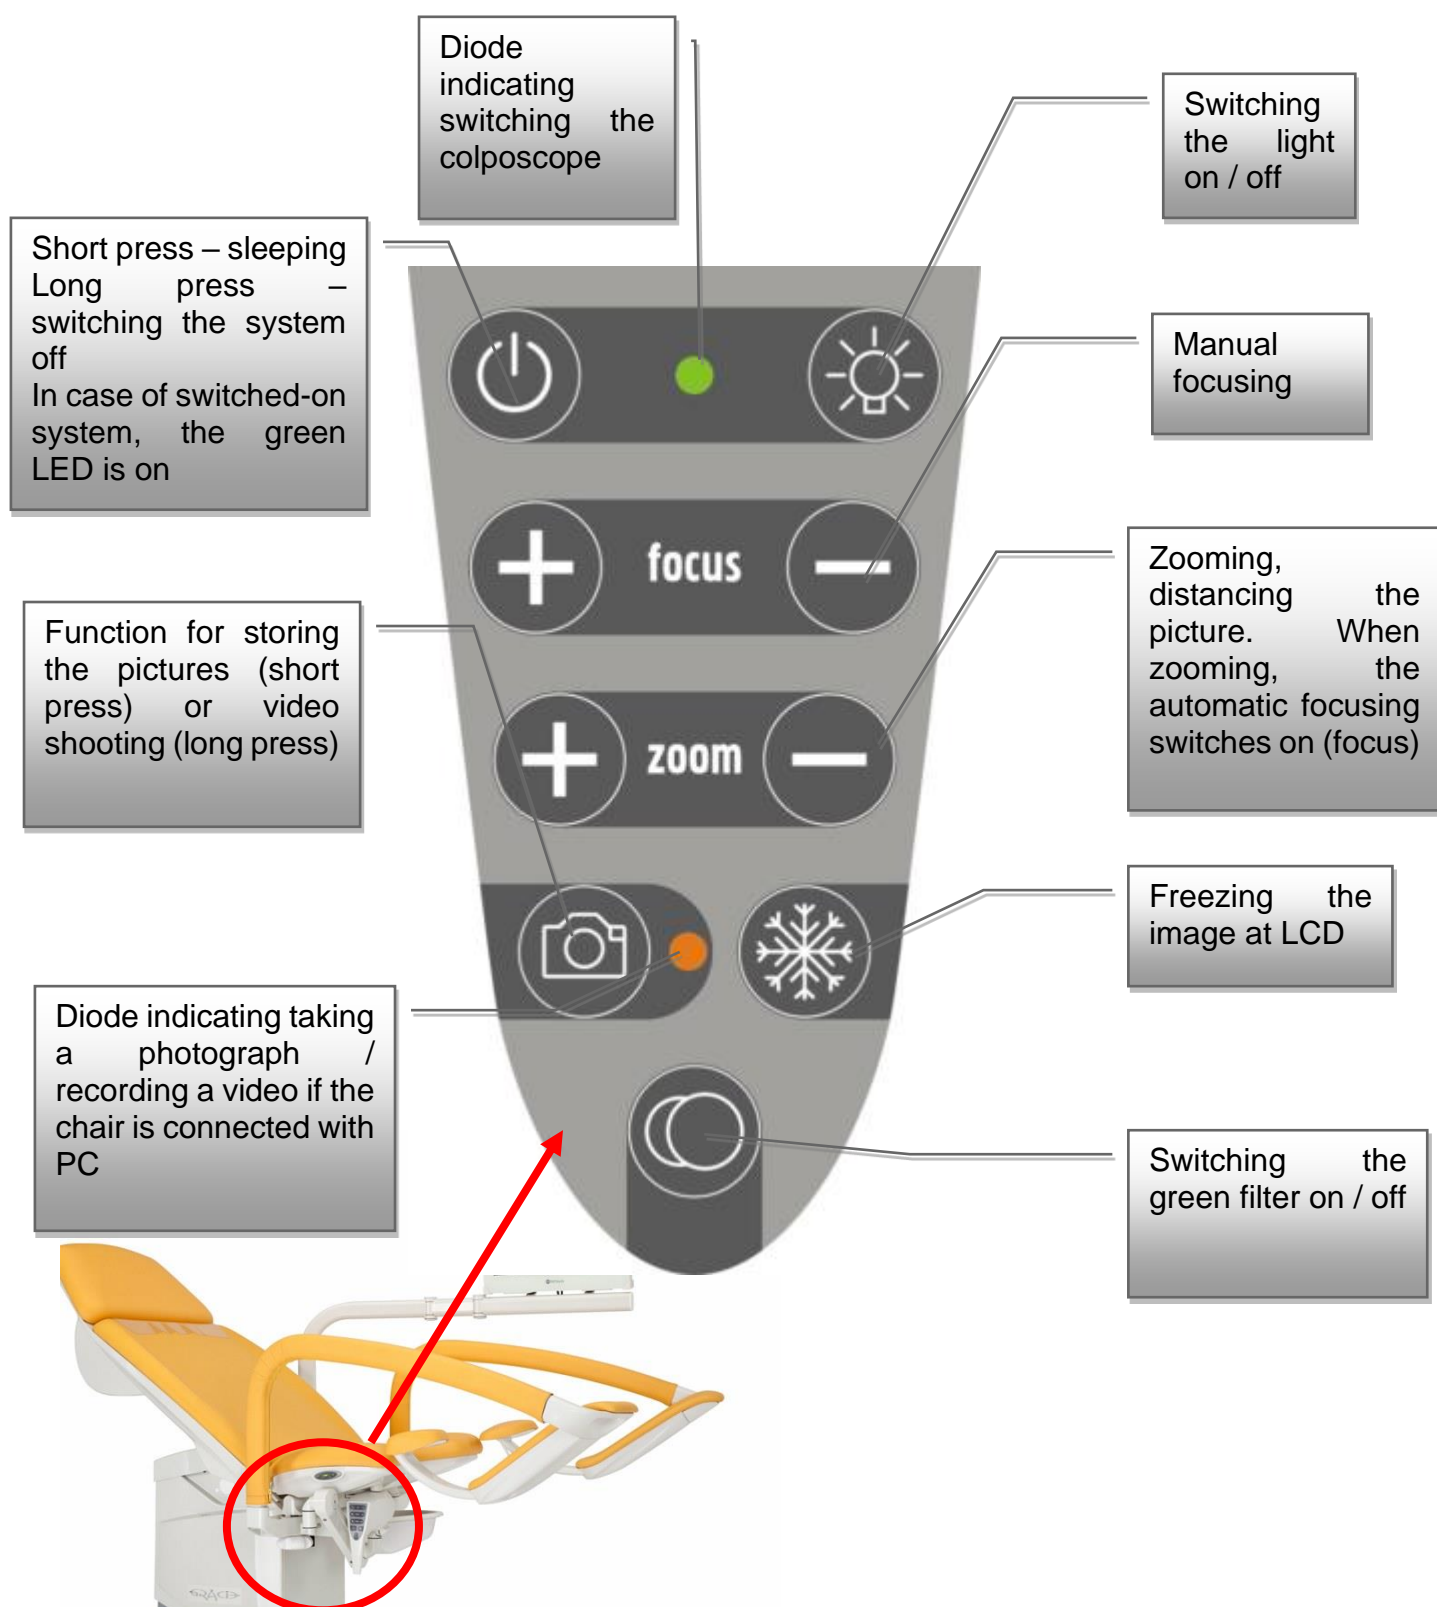 Diode
indicating
switching the
colposcope
Switching
the light
on / off
Short press – sleeping
Long press –
switching the system
off
In case of switched-on
system, the green
LED is on
Manual
focusing
focus
Zooming,
distancing the
picture. When
zooming, the
automatic focusing
switches on (focus)
Function for storing
the pictures (short
press) or video
shooting (long press)
zoom
Freezing the
image at LCD
Diode indicating taking
a photograph /
recording a video if the
chair is connected with
PC
Switching the
green filter on / off
GRACIE